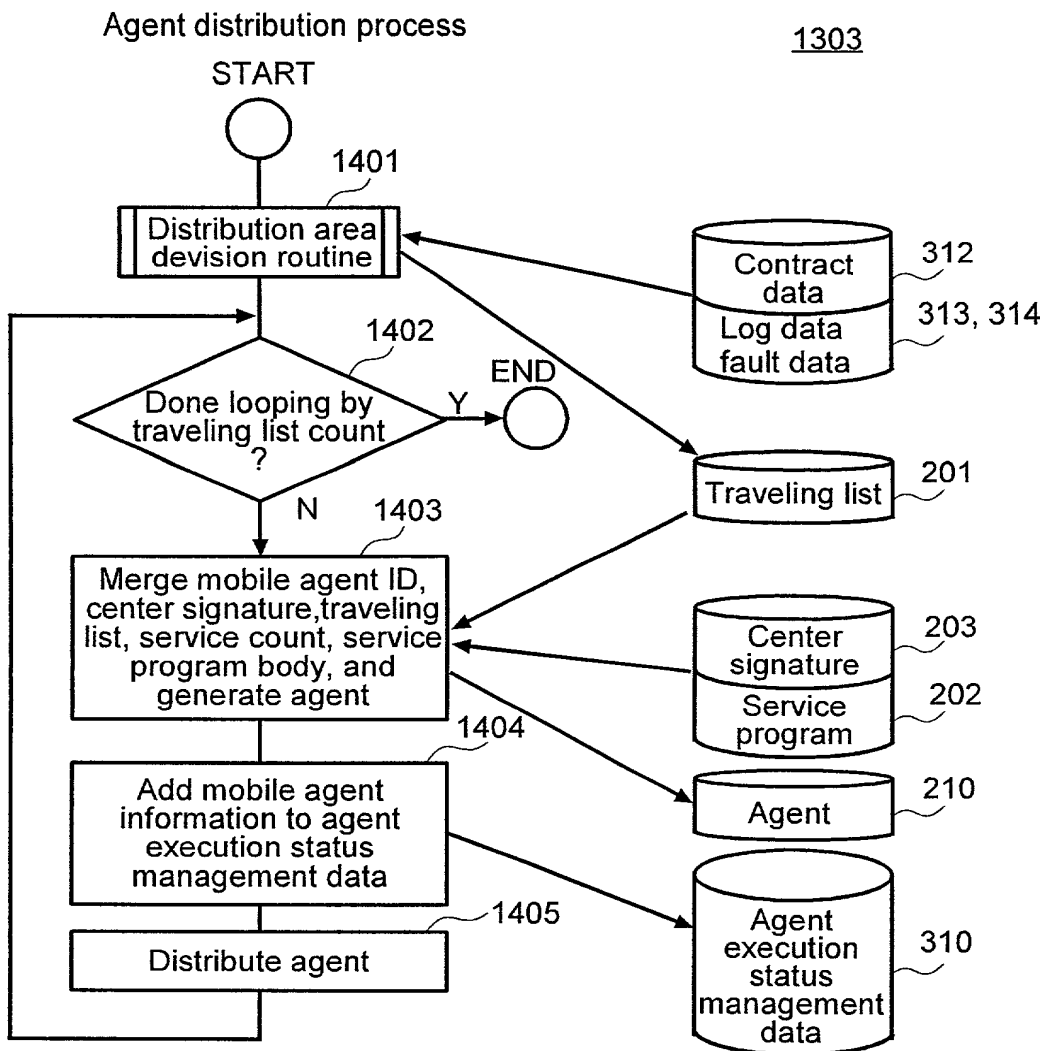 Agent distribution process
1303
START
1401
Distribution area
devision routine
Contract
data
312
Log data
fault data
313, 314
1402
Done looping by
traveling list count
?
Y
END
N
Traveling list
201
1403
Merge mobile agent ID,
center signature,traveling
list, service count, service
program body, and
generate agent
Center
signature
203
Service
program
202
1404
Add mobile agent
information to agent
execution status
management data
Agent
210
1405
Distribute agent
Agent
execution
status
management
data
310